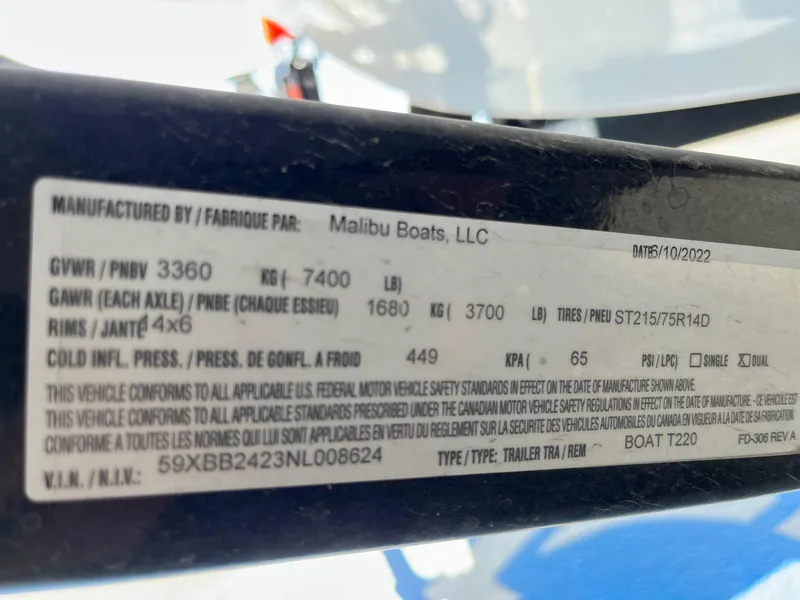 MANUFACTURED BY / FABRIQUE PAR: Malibu Boats, LLC DATE6/10/2022
GVWR / PNBV 3360 KG ( 7400 LB)
GAWR (EACH AXLE) / PNBE (CHAQUE ESSIEU) 1680 KG ( 3700 LB) TIRES / PNEU ST215/75R14D
RIMS / JANTE 14x6
COLD INFL. PRESS. / PRESS. DE GONFL. A FROID 449 KPA ( 65 PSI / LPC) ☐ SINGLE ☒ DUAL
THIS VEHICLE CONFORMS TO ALL APPLICABLE U.S. FEDERAL MOTOR VEHICLE SAFETY STANDARDS IN EFFECT ON THE DATE OF MANUFACTURE SHOWN ABOVE.
THIS VEHICLE CONFORMS TO ALL APPLICABLE STANDARDS PRESCRIBED UNDER THE CANADIAN MOTOR VEHICLE SAFETY REGULATIONS IN EFFECT ON THE DATE OF MANUFACTURE - CE VEHICULE EST
CONFORME A TOUTES LES NORMES QUI LUI SONT APPLICABLES EN VERTU DU REGLEMENT SUR LA SECURITE DES VEHICULES AUTOMOBILES DU CANADA EN VIGUEUR A LA DATE DE SA FABRICATION.
V.I.N. / N.I.V.: 59XBB2423NL008624 TYPE / TYPE: TRAILER TRA / REM BOAT T220 FD-306 REV A